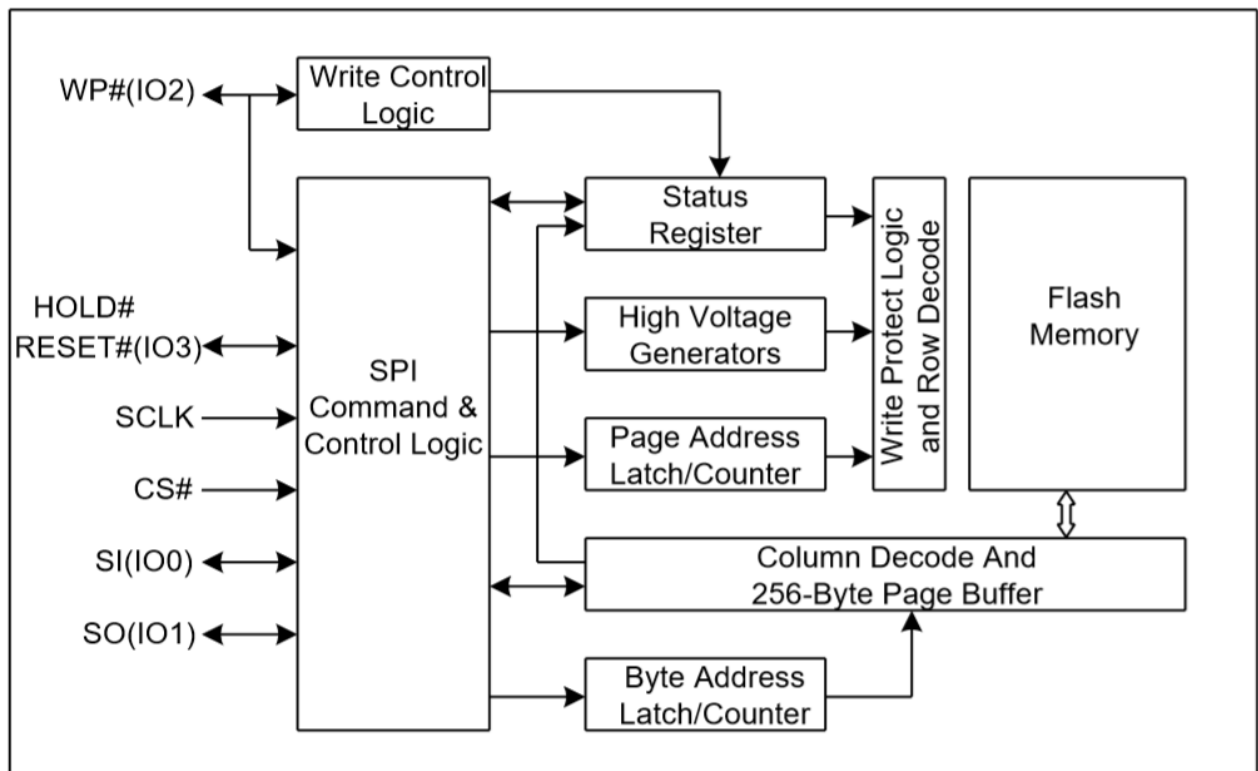 WP#(IO2)
Write Control
Logic
HOLD#
RESET#(IO3)
SCLK
CS#
SI(IO0)
SO(IO1)
SPI
Command &
Control Logic
Status
Register
High Voltage
Generators
Page Address
Latch/Counter
Write Protect Logic
and Row Decode
Flash
Memory
Column Decode And
256-Byte Page Buffer
Byte Address
Latch/Counter